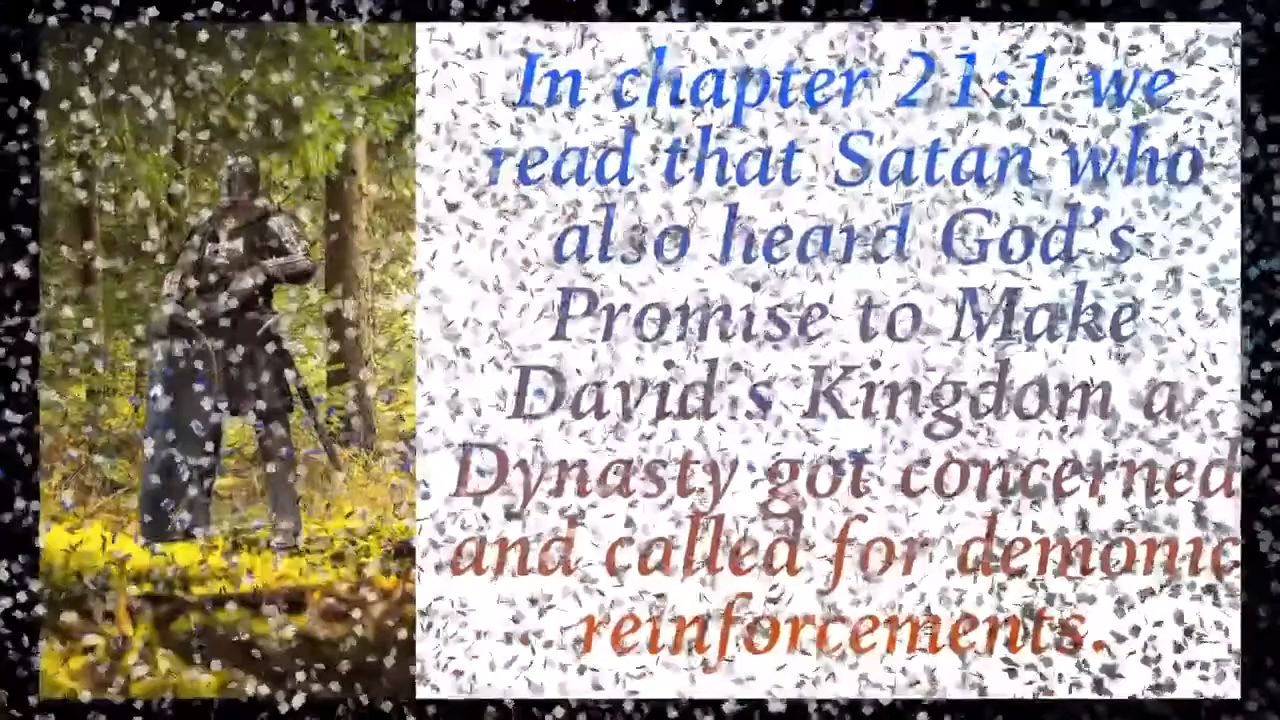 In chapter 21:1 we
read that Satan who
also heard God’s
Promise to Make
David's Kingdom a
Dynasty got concerned
and called for demonic
reinforcements.